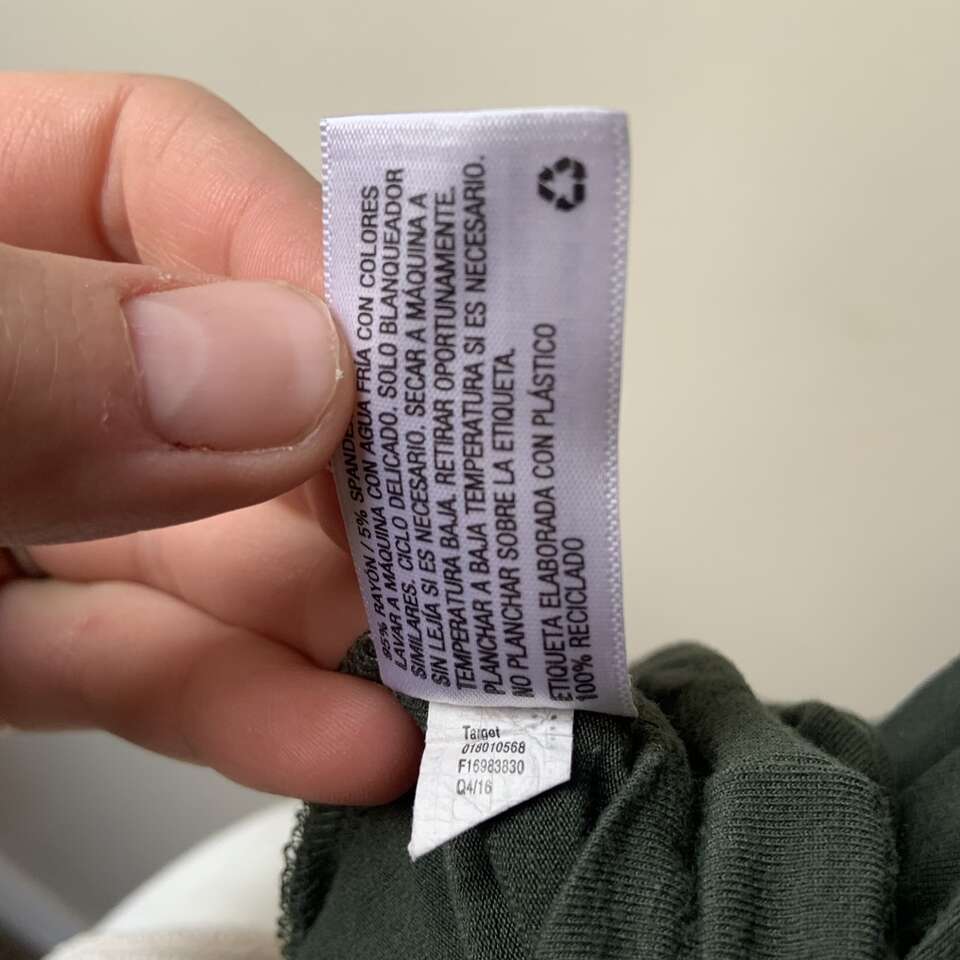 95% RAYÓN / 5% SPANDEX
LAVAR A MÁQUINA CON AGUA FRÍA CON COLORES
SIMILARES. CICLO DELICADO. SOLO BLANQUEADOR
SIN LEJÍA SI ES NECESARIO. SECAR A MÁQUINA A
TEMPERATURA BAJA. RETIRAR OPORTUNAMENTE.
PLANCHAR A BAJA TEMPERATURA SI ES NECESARIO.
NO PLANCHAR SOBRE LA ETIQUETA.
ETIQUETA ELABORADA CON PLÁSTICO
100% RECICLADO
Target
018010568
F16983830
Q4/16